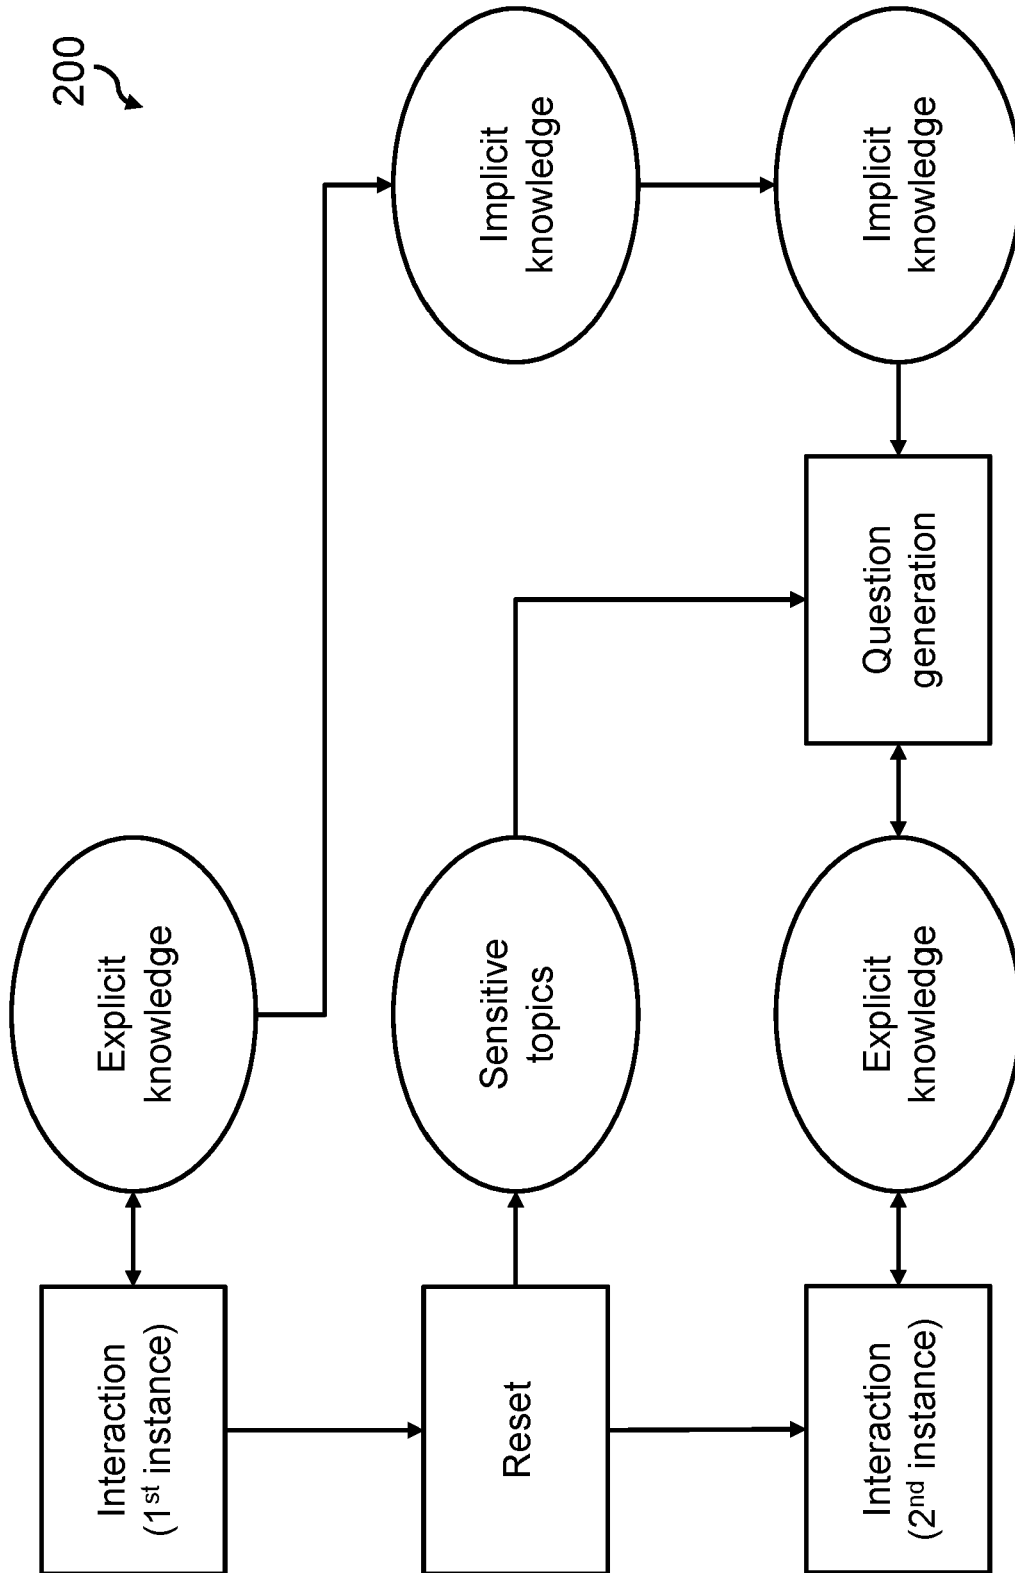 200
Implicit
knowledge
Implicit
knowledge
Question
generation
Explicit
knowledge
Sensitive
topics
Explicit
knowledge
Interaction
(1st instance)
Reset
Interaction
(2nd instance)